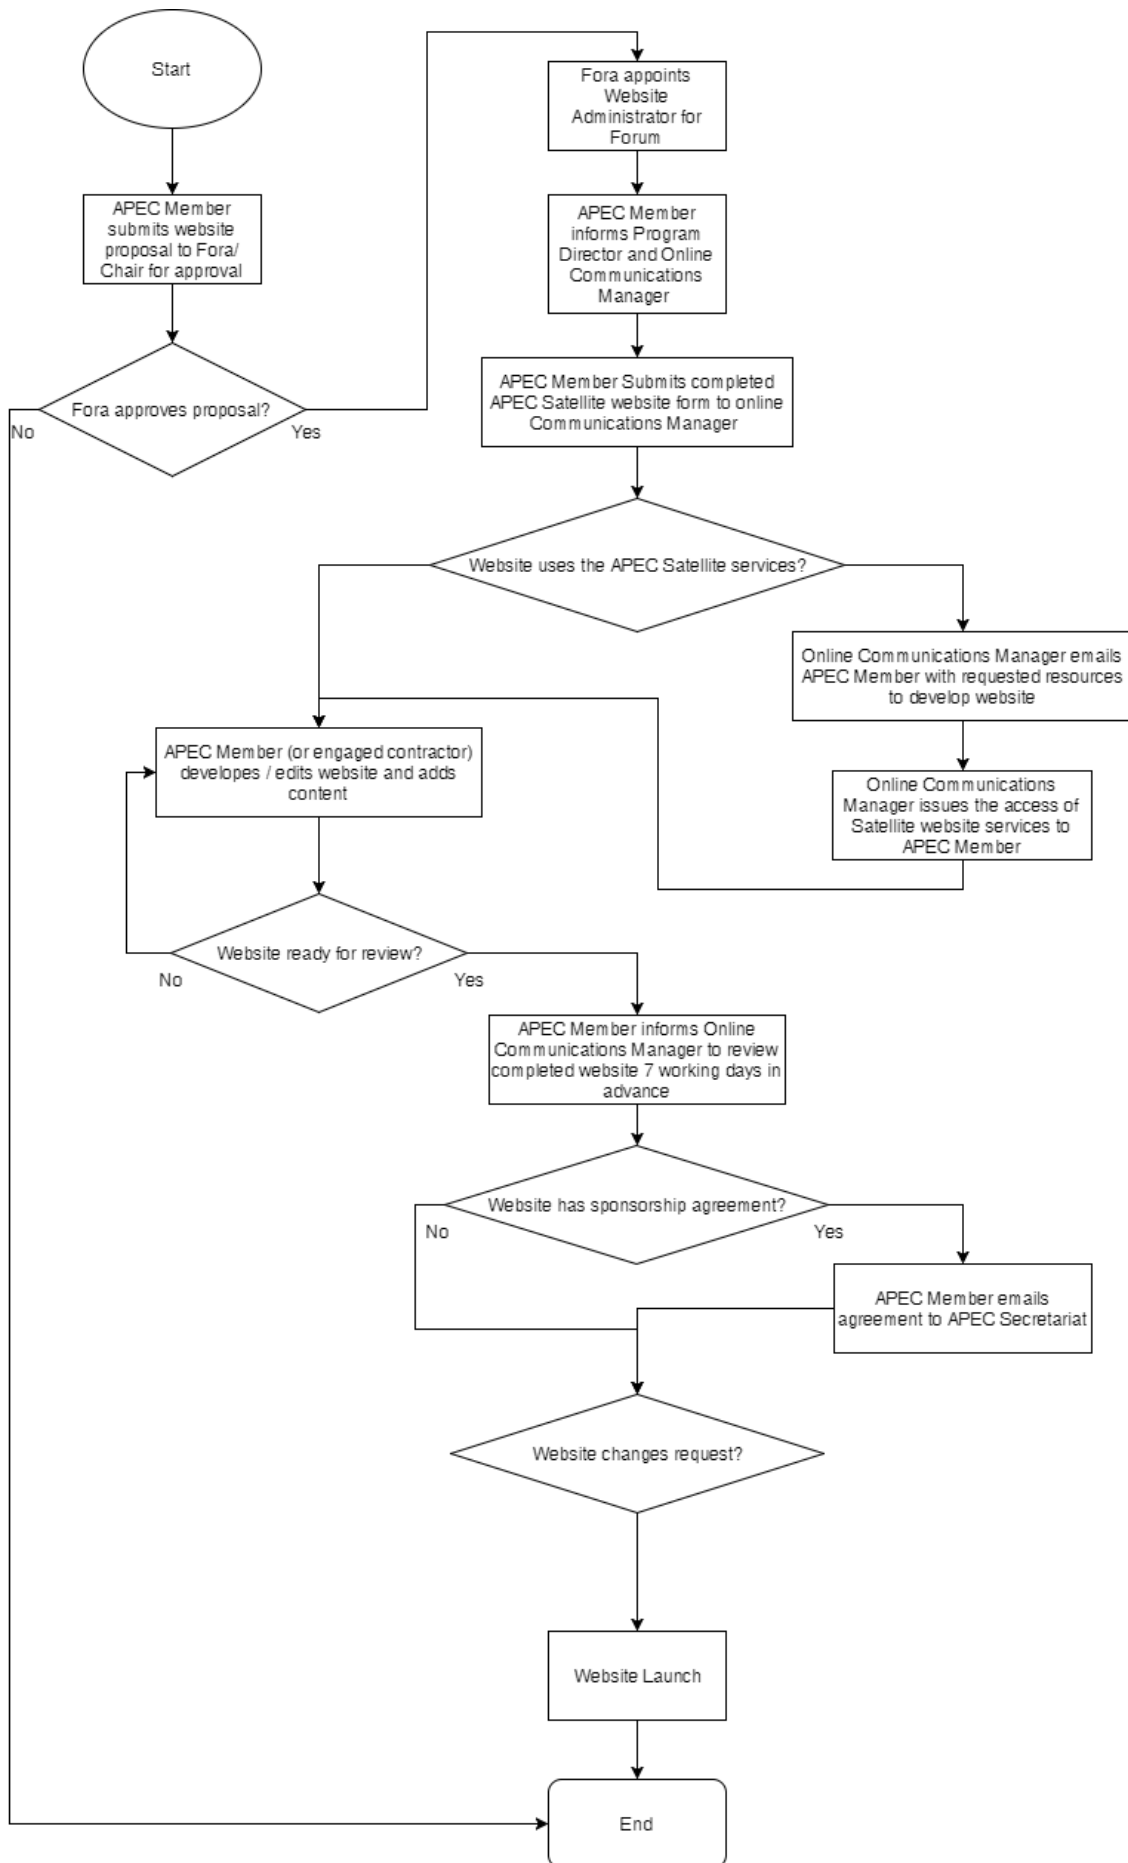 Start
APEC Member
submits website
proposal to Fora/
Chair for approval
Fora approves proposal?
No
Yes
Fora appoints
Website
Administrator for
Forum
APEC Member
informs Program
Director and Online
Communications
Manager
APEC Member Submits completed
APEC Satellite website form to online
Communications Manager
Website uses the APEC Satellite services?
Online Communications Manager emails
APEC Member with requested resources
to develop website
Online Communications
Manager issues the access of
Satellite website services to
APEC Member
APEC Member (or engaged contractor)
developes / edits website and adds
content
Website ready for review?
No
Yes
APEC Member informs Online
Communications Manager to review
completed website 7 working days in
advance
Website has sponsorship agreement?
No
Yes
APEC Member emails
agreement to APEC Secretariat
Website changes request?
Website Launch
End